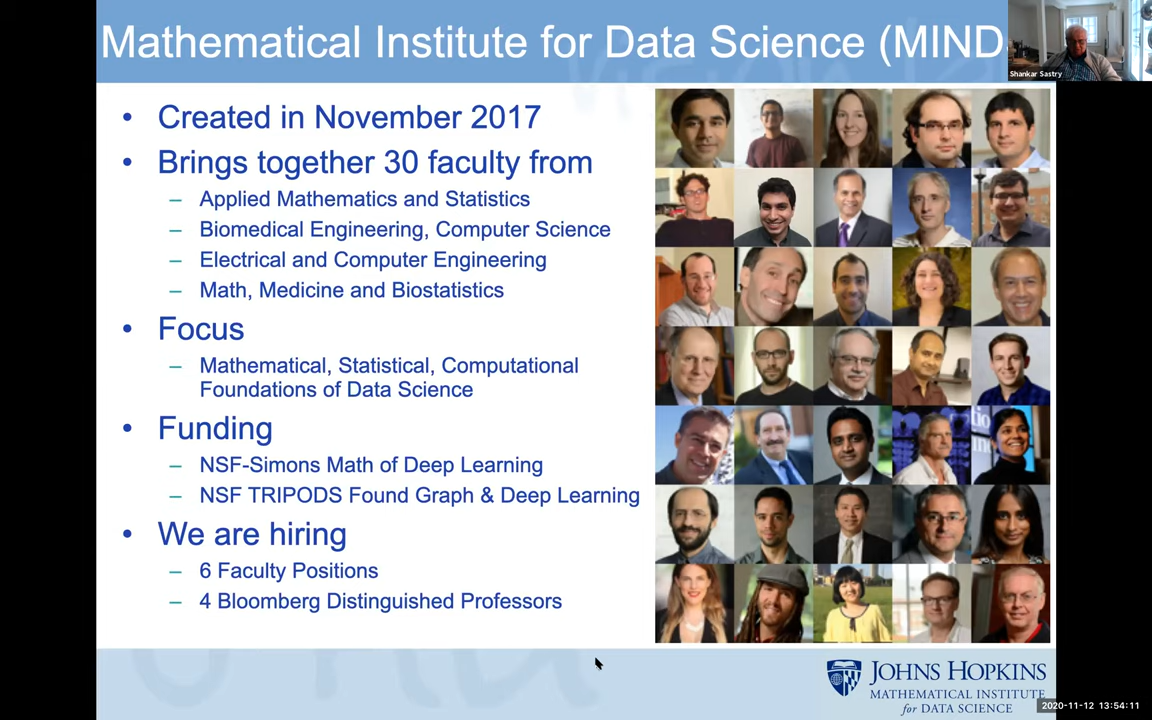 Mathematical Institute for Data Science (MIND
Shankar Sastry
• Created in November 2017
• Brings together 30 faculty from
– Applied Mathematics and Statistics
– Biomedical Engineering, Computer Science
– Electrical and Computer Engineering
– Math, Medicine and Biostatistics
• Focus
– Mathematical, Statistical, Computational
Foundations of Data Science
• Funding
– NSF-Simons Math of Deep Learning
– NSF TRIPODS Found Graph & Deep Learning
• We are hiring
– 6 Faculty Positions
– 4 Bloomberg Distinguished Professors
JOHNS HOPKINS
MATHEMATICAL INSTITUTE
for DATA SCIENCE
2020-11-12 13:54:11